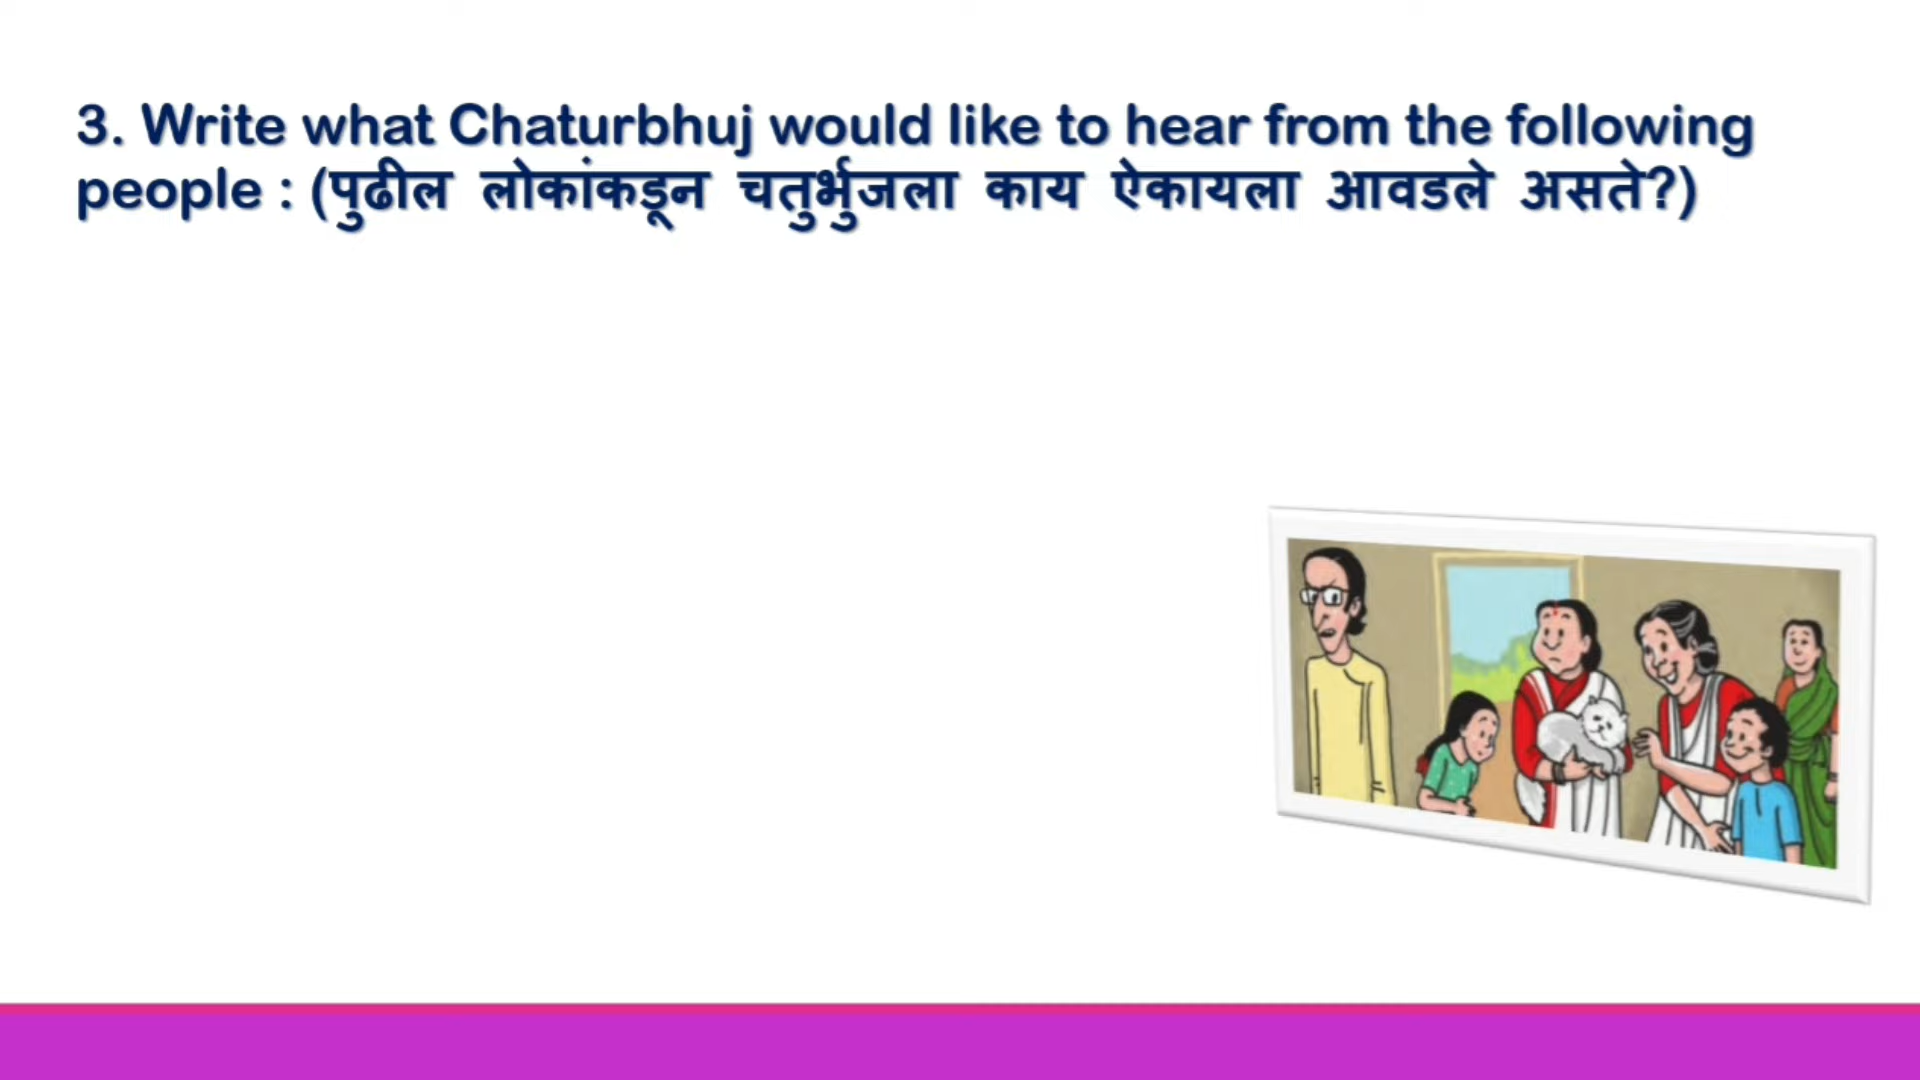 3. Write what Chaturbhuj would like to hear from the following
people : (पुढील लोकांकडून चतुर्भुजला काय ऐकायला आवडले असते?)